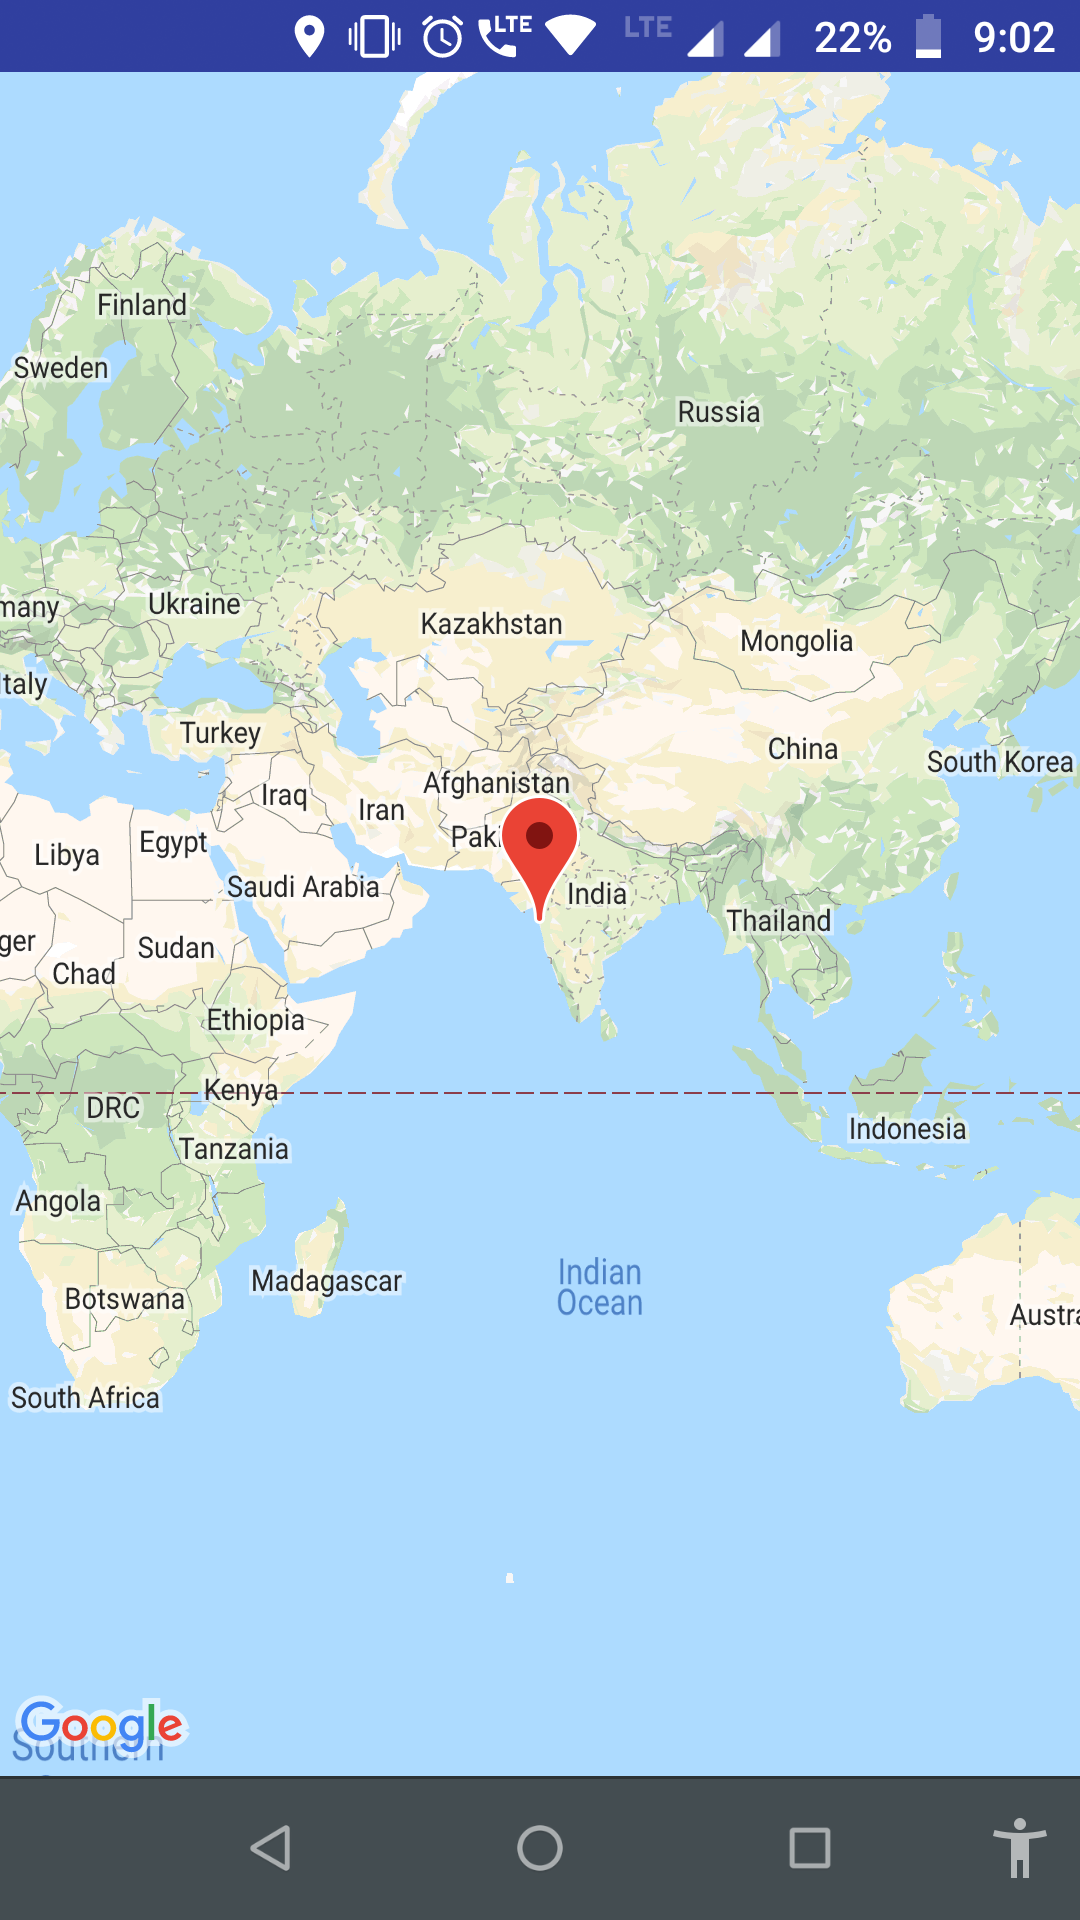 LTE LTE 22% 9:02
Finland
Sweden
Russia
many
Ukraine
Kazakhstan
Mongolia
Italy
Turkey
China
South Korea
Afghanistan
Iraq
Iran
Paki
Libya
Egypt
Saudi Arabia
India
Thailand
ger
Sudan
Chad
Ethiopia
Kenya
DRC
Indonesia
Tanzania
Angola
Indian
Ocean
Madagascar
Botswana
Austra
South Africa
Google
Southern